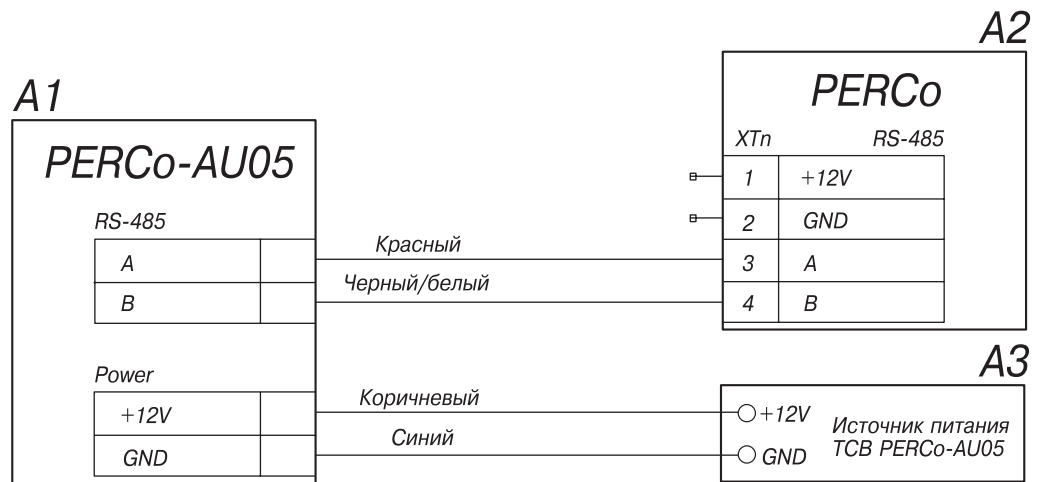 A1
PERCo-AU05
RS-485
A
B
Power
+12V
GND
Красный
Черный/белый
Коричневый
Синий
A2
PERCo
XTn RS-485
1 +12V
2 GND
3 A
4 B
A3
+12V
GND
Источник питания
ТСВ PERCo-AU05